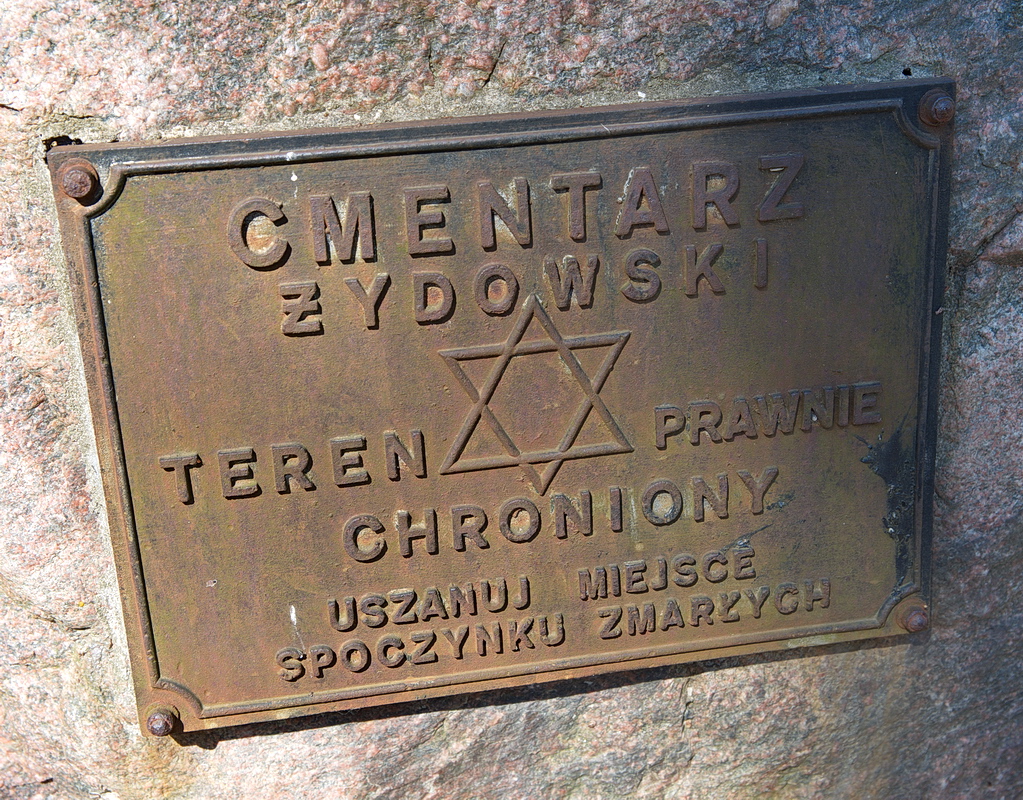 CMENTARZ
ŻYDOWSKI
TEREN PRAWNIE
CHRONIONY
USZANUJ MIEJSCE
SPOCZYNKU ZMARŁYCH